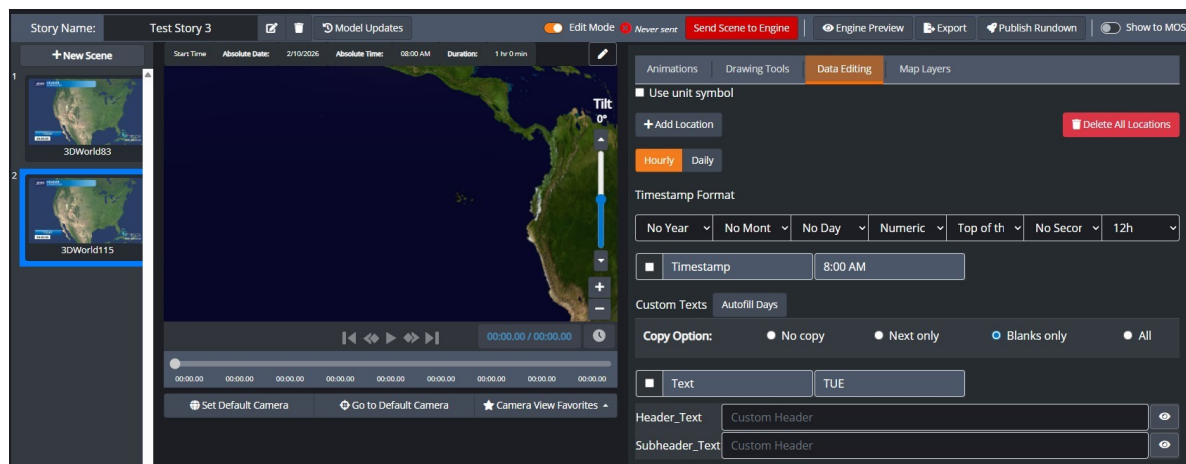 Story Name: Test Story 3 Model Updates Edit Mode Never sent Send Scene to Engine Engine Preview Export Publish Rundown Show to MOS
+ New Scene
Start Time Absolute Date: 2/10/2026 Absolute Time: 08:00 AM Duration: 1 hr 0 min
1
3DWorld83
2
3DWorld115
Tilt
0°
00:00.00 / 00:00.00
00:00.00 00:00.00 00:00.00 00:00.00 00:00.00 00:00.00 00:00.00 00:00.00 00:00.00
Set Default Camera Go to Default Camera Camera View Favorites
Animations Drawing Tools Data Editing Map Layers
Use unit symbol
+ Add Location Delete All Locations
Hourly Daily
Timestamp Format
No Year No Mont No Day Numeric Top of th No Secor 12h
Timestamp 8:00 AM
Custom Texts Autofill Days
Copy Option: No copy Next only Blanks only All
Text TUE
Header_Text Custom Header
Subheader_Text Custom Header